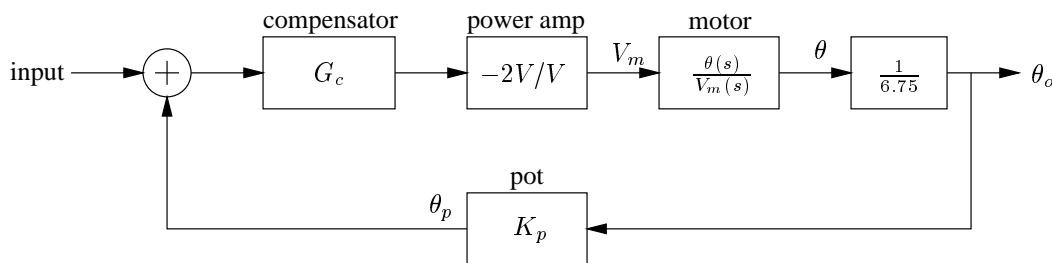 compensator power amp motor
input + G_c −2V/V V_m θ(s)/V_m(s) θ 1/6.75 θ_o
pot
θ_p K_p